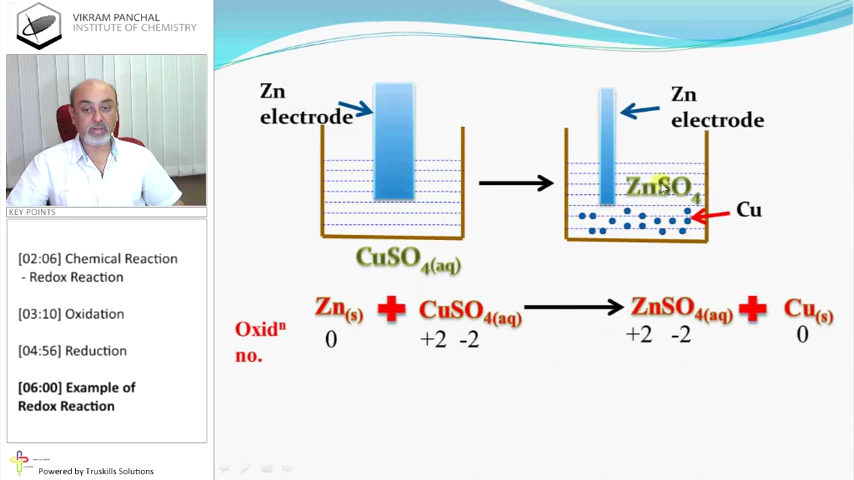 VIKRAM PANCHAL
INSTITUTE OF CHEMISTRY
KEY POINTS
[02:06] Chemical Reaction
- Redox Reaction
[03:10] Oxidation
[04:56] Reduction
[06:00] Example of
Redox Reaction
Powered by Truskills Solutions
Zn
electrode
CuSO4(aq)
Zn
electrode
ZnSO4
Cu
Zn(s) + CuSO4(aq) → ZnSO4(aq) + Cu(s)
Oxidⁿ
no.
0 +2 -2 +2 -2 0